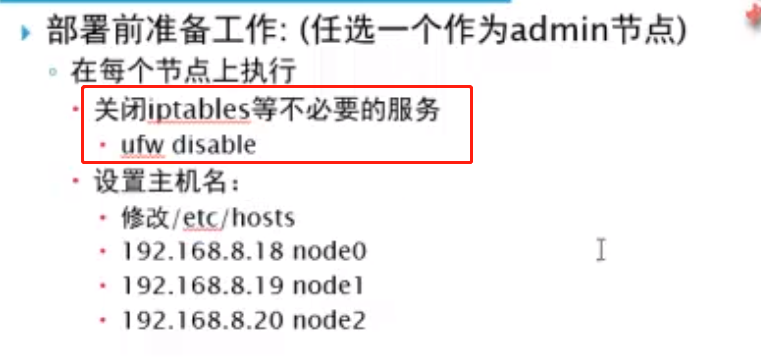 部署前准备工作: (任选一个作为admin节点)
在每个节点上执行
关闭iptables等不必要的服务
ufw disable
设置主机名：
修改/etc/hosts
192.168.8.18 node0
192.168.8.19 node1
192.168.8.20 node2